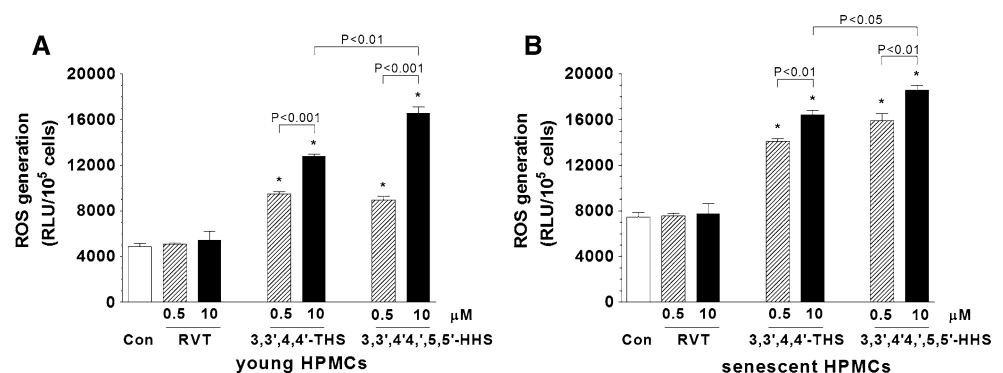 A
B
P<0.01
P<0.001
P<0.001
P<0.05
P<0.01
P<0.01
ROS generation
(RLU/10⁵ cells)
20000
16000
12000
8000
4000
0
* * * *
0.5 10 0.5 10 0.5 10 μM
Con RVT 3,3',4,4'-THS 3,3',4'4,',5,5'-HHS
young HPMCs
ROS generation
(RLU/10⁵ cells)
20000
16000
12000
8000
4000
0
* * * *
0.5 10 0.5 10 0.5 10 μM
Con RVT 3,3',4,4'-THS 3,3',4'4,',5,5'-HHS
senescent HPMCs